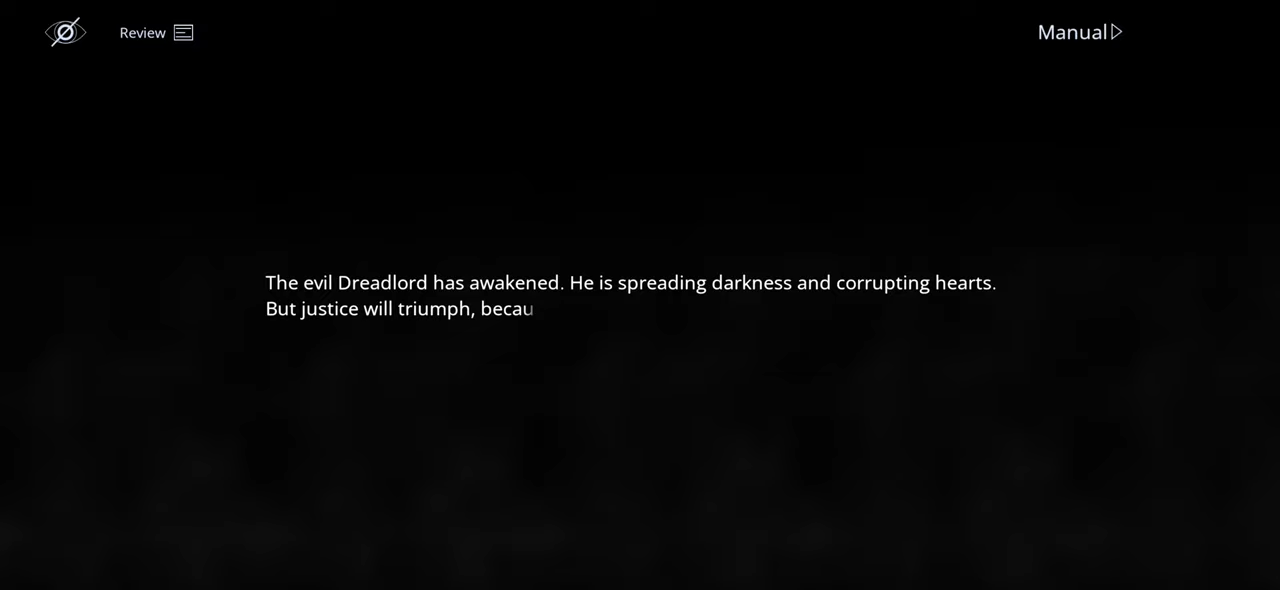 Review
Manual
The evil Dreadlord has awakened. He is spreading darkness and corrupting hearts.
But justice will triumph, becau